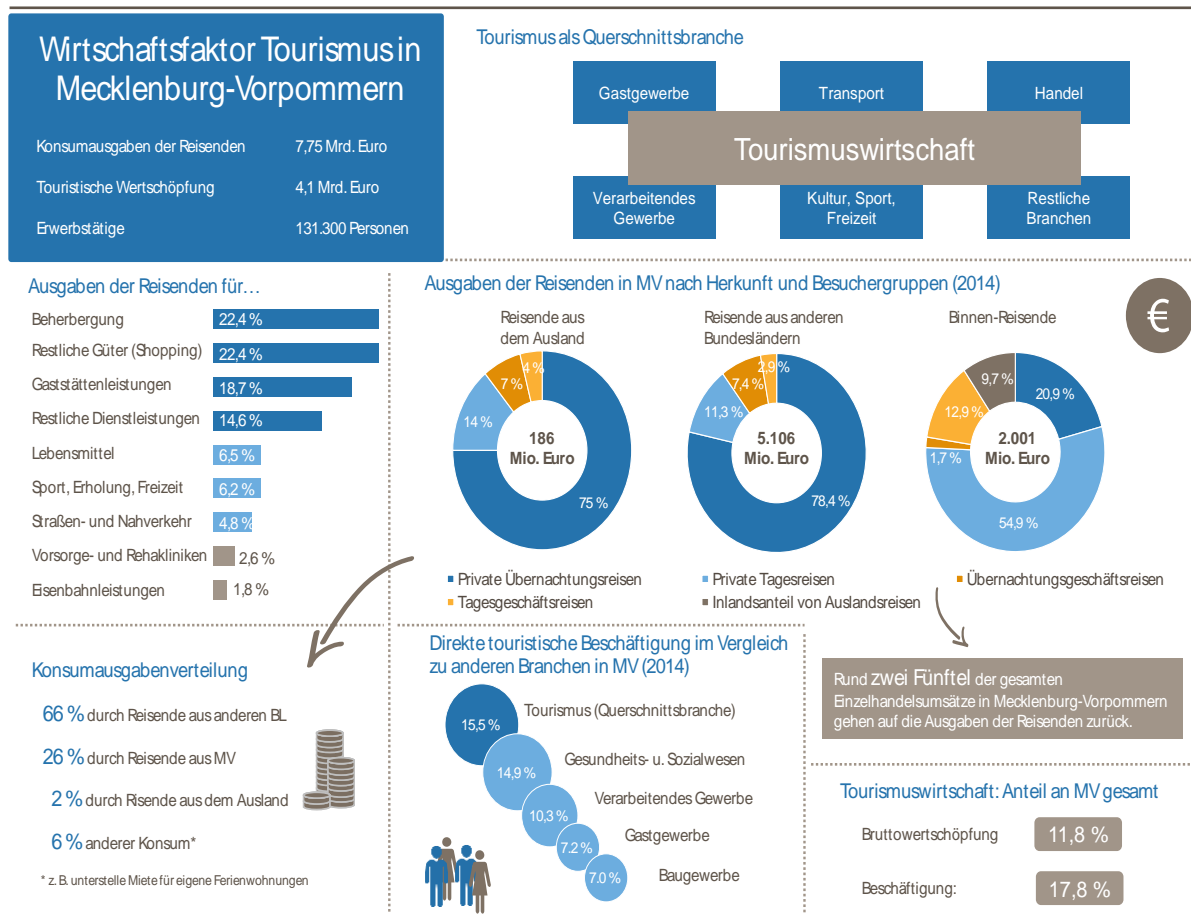 Wirtschaftsfaktor Tourismus in
Mecklenburg-Vorpommern
Konsumausgaben der Reisenden 7,75 Mrd. Euro
Touristische Wertschöpfung 4,1 Mrd. Euro
Erwerbstätige 131.300 Personen
Tourismus als Querschnittsbranche
Gastgewerbe Transport Handel
Tourismuswirtschaft
Verarbeitendes
Gewerbe
Kultur, Sport,
Freizeit
Restliche
Branchen
Ausgaben der Reisenden für…
Beherbergung 22,4 %
Restliche Güter (Shopping) 22,4 %
Gaststättenleistungen 18,7 %
Restliche Dienstleistungen 14,6 %
Lebensmittel 6,5 %
Sport, Erholung, Freizeit 6,2 %
Straßen- und Nahverkehr 4,8 %
Vorsorge- und Rehakliniken 2,6 %
Eisenbahnleistungen 1,8 %
Ausgaben der Reisenden in MV nach Herkunft und Besuchergruppen (2014)
€
Reisende aus
dem Ausland
4 %
7 %
14 %
186
Mio. Euro
75 %
Reisende aus anderen
Bundesländern
2,9 %
7,4 %
11,3 %
5.106
Mio. Euro
78,4 %
Binnen-Reisende
9,7 %
20,9 %
12,9 %
2.001
Mio. Euro
1,7 %
54,9 %
Private Übernachtungsreisen Private Tagesreisen Übernachtungsgeschäftsreisen
Tagesgeschäftsreisen Inlandsanteil von Auslandsreisen
Konsumausgabenverteilung
66 % durch Reisende aus anderen BL
26 % durch Reisende aus MV
2 % durch Risende aus dem Ausland
6 % anderer Konsum*
* z. B. unterstelle Miete für eigene Ferienwohnungen
Direkte touristische Beschäftigung im Vergleich
zu anderen Branchen in MV (2014)
15,5 % Tourismus (Querschnittsbranche)
14,9 % Gesundheits- u. Sozialwesen
10,3 % Verarbeitendes Gewerbe
7.2 % Gastgewerbe
7.0 % Baugewerbe
Rund zwei Fünftel der gesamten
Einzelhandelsumsätze in Mecklenburg-Vorpommern
gehen auf die Ausgaben der Reisenden zurück.
Tourismuswirtschaft: Anteil an MV gesamt
Bruttowertschöpfung 11,8 %
Beschäftigung: 17,8 %